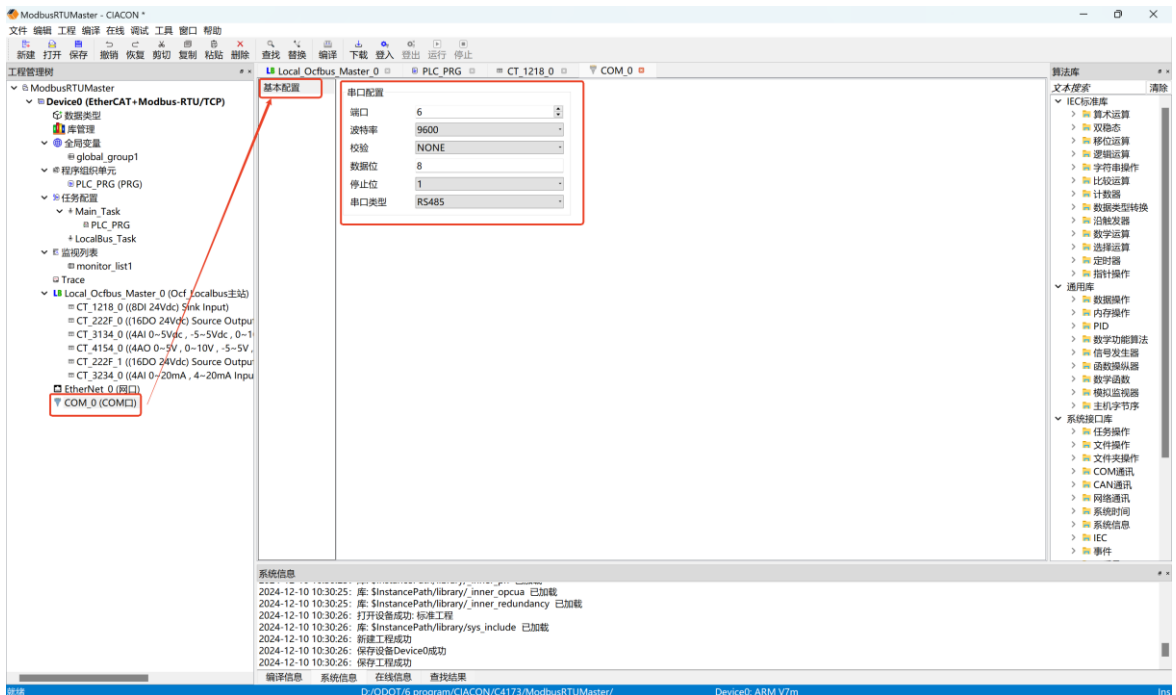 ModbusRTUMaster - CIACON *
文件 编辑 工程 编译 在线 调试 工具 窗口 帮助
新建 打开 保存 撤销 恢复 剪切 复制 粘贴 删除 查找 替换 编译 下载 登入 登出 运行 停止
工程管理树
ModbusRTUMaster
Device0 (EtherCAT+Modbus-RTU/TCP)
数据类型
库管理
全局变量
global_group1
程序组织单元
PLC_PRG (PRG)
任务配置
Main_Task
PLC_PRG
LocalBus_Task
监视列表
monitor_list1
Trace
Local_Ocfbus_Master_0 (Ocf_Localbus主站)
CT_1218_0 ((8DI 24Vdc) Sink Input)
CT_222F_0 ((16DO 24Vdc) Source Outpu
CT_3134_0 ((4AI 0~5Vdc , -5~5Vdc , 0~1
CT_4154_0 ((4AO 0~5V , 0~10V , -5~5V ,
CT_222F_1 ((16DO 24Vdc) Source Outpu
CT_3234_0 ((4AI 0~20mA , 4~20mA Inpu
EtherNet_0 (网口)
COM_0 (COM口)
Local_Ocfbus_Master_0 PLC_PRG CT_1218_0 COM_0
基本配置
串口配置
端口 6
波特率 9600
校验 NONE
数据位 8
停止位 1
串口类型 RS485
算法库
文本搜索 清除
IEC标准库
算术运算
双稳态
移位运算
逻辑运算
字符串操作
比较运算
计数器
数据类型转换
沿触发器
数学运算
选择运算
定时器
指针操作
通用库
数据操作
内存操作
PID
数学功能算法
信号发生器
函数操纵器
数学函数
模拟监视器
主机字节序
系统接口库
任务操作
文件操作
文件夹操作
COM通讯
CAN通讯
网络通讯
系统时间
系统信息
IEC
事件
系统信息
2024-12-10 10:30:25: 库: $InstancePath/library/_inner_opcua 已加载
2024-12-10 10:30:25: 库: $InstancePath/library/_inner_redundancy 已加载
2024-12-10 10:30:26: 打开设备成功: 标准工程
2024-12-10 10:30:26: 库: $InstancePath/library/sys_include 已加载
2024-12-10 10:30:26: 新建工程成功
2024-12-10 10:30:26: 保存设备Device0成功
2024-12-10 10:30:26: 保存工程成功
编译信息 系统信息 在线信息 查找结果
就绪 D:/ODOT/6 program/CIACON/C4173/ModbusRTUMaster/ Device0: ARM V7m Ins